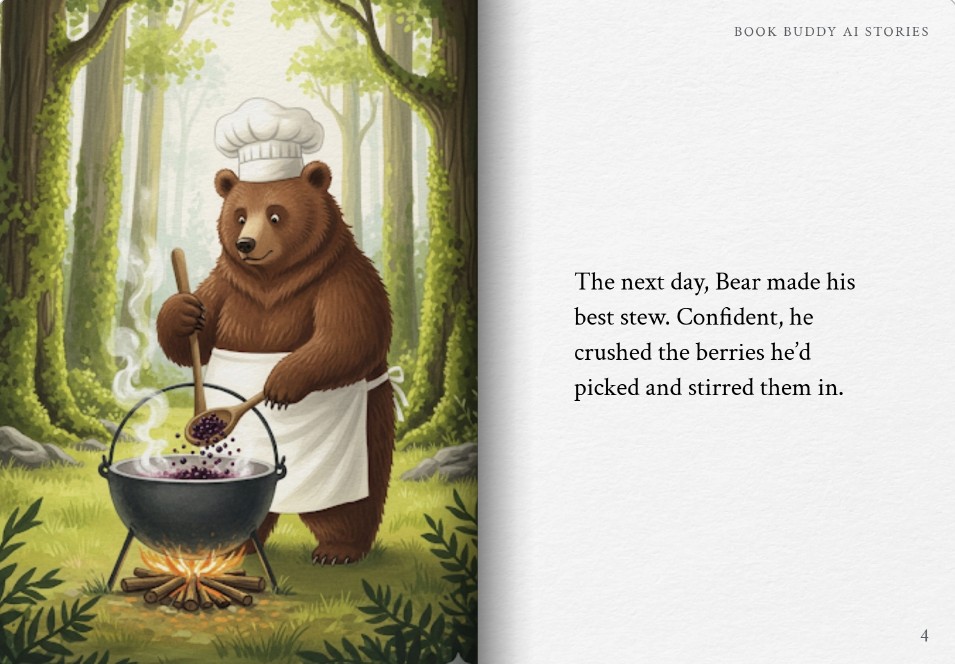 BOOK BUDDY AI STORIES
The next day, Bear made his
best stew. Confident, he
crushed the berries he’d
picked and stirred them in.
4